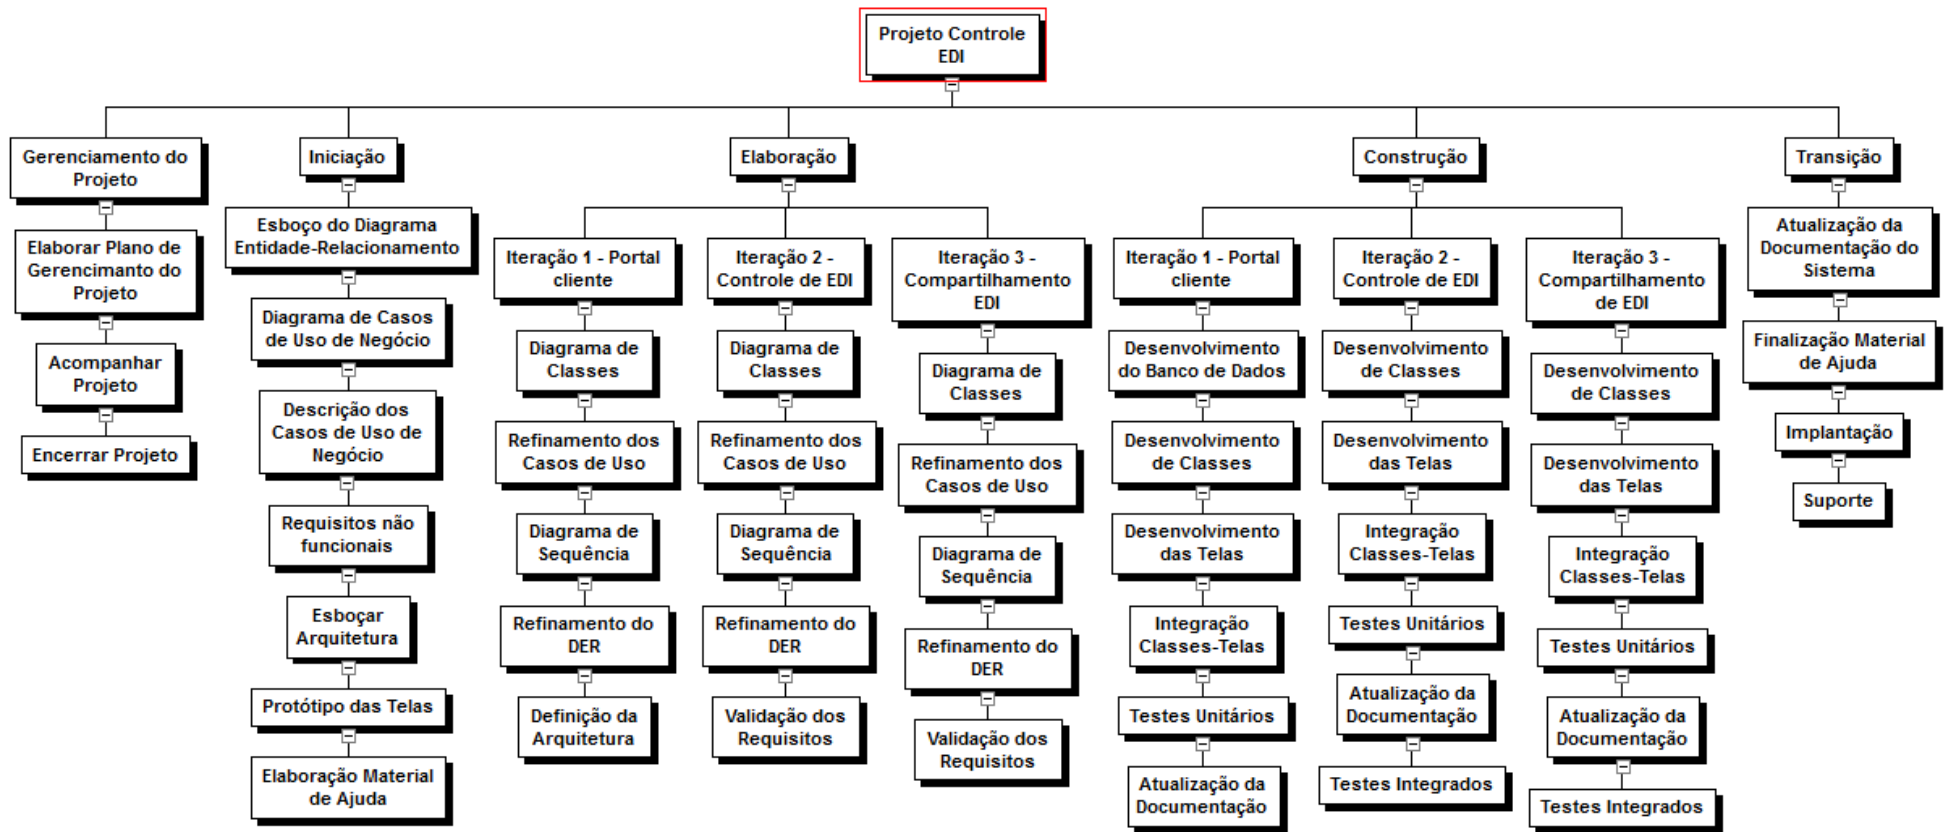 Projeto Controle
EDI
Gerenciamento do
Projeto
Elaborar Plano de
Gerencimanto do
Projeto
Acompanhar
Projeto
Encerrar Projeto
Iniciação
Esboço do Diagrama
Entidade-Relacionamento
Diagrama de Casos
de Uso de Negócio
Descrição dos
Casos de Uso de
Negócio
Requisitos não
funcionais
Esboçar
Arquitetura
Protótipo das Telas
Elaboração Material
de Ajuda
Elaboração
Iteração 1 - Portal
cliente
Diagrama de
Classes
Refinamento dos
Casos de Uso
Diagrama de
Sequência
Refinamento do
DER
Definição da
Arquitetura
Iteração 2 -
Controle de EDI
Diagrama de
Classes
Refinamento dos
Casos de Uso
Diagrama de
Sequência
Refinamento do
DER
Validação dos
Requisitos
Iteração 3 -
Compartilhamento
EDI
Diagrama de
Classes
Refinamento dos
Casos de Uso
Diagrama de
Sequência
Refinamento do
DER
Validação dos
Requisitos
Construção
Iteração 1 - Portal
cliente
Desenvolvimento
do Banco de Dados
Desenvolvimento
de Classes
Desenvolvimento
das Telas
Integração
Classes-Telas
Testes Unitários
Atualização da
Documentação
Iteração 2 -
Controle de EDI
Desenvolvimento
de Classes
Desenvolvimento
das Telas
Integração
Classes-Telas
Testes Unitários
Atualização da
Documentação
Testes Integrados
Iteração 3 -
Compartilhamento
de EDI
Desenvolvimento
de Classes
Desenvolvimento
das Telas
Integração
Classes-Telas
Testes Unitários
Atualização da
Documentação
Testes Integrados
Transição
Atualização da
Documentação do
Sistema
Finalização Material
de Ajuda
Implantação
Suporte